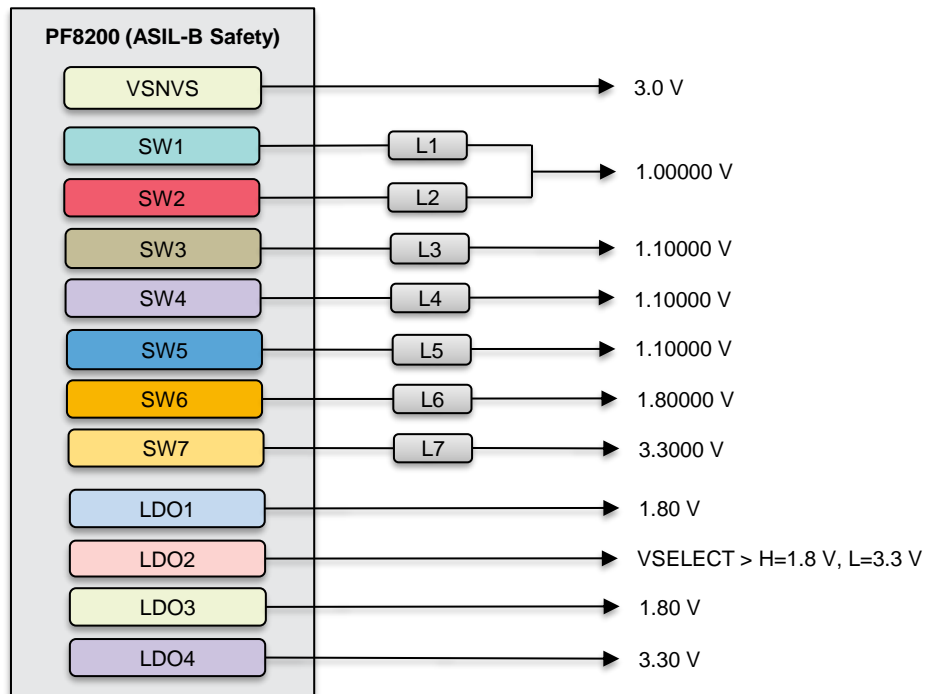 PF8200 (ASIL-B Safety)
VSNVS
3.0 V
SW1
L1
1.00000 V
SW2
L2
SW3
L3
1.10000 V
SW4
L4
1.10000 V
SW5
L5
1.10000 V
SW6
L6
1.80000 V
SW7
L7
3.3000 V
LDO1
1.80 V
LDO2
VSELECT > H=1.8 V, L=3.3 V
LDO3
1.80 V
LDO4
3.30 V